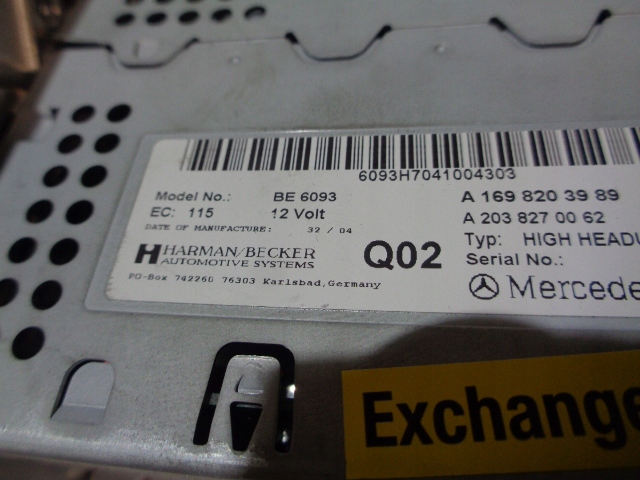 6093H7041004303
Model No.: BE 6093 A 169 820 39 89
EC: 115 12 Volt A 203 827 00 62
DATE OF MANUFACTURE: 32 / 04 Typ: HIGH HEADU
HARMAN/BECKER Q02 Serial No.:
AUTOMOTIVE SYSTEMS
PO-Box 742260 76303 Karlsbad,Germany Mercede
Exchange